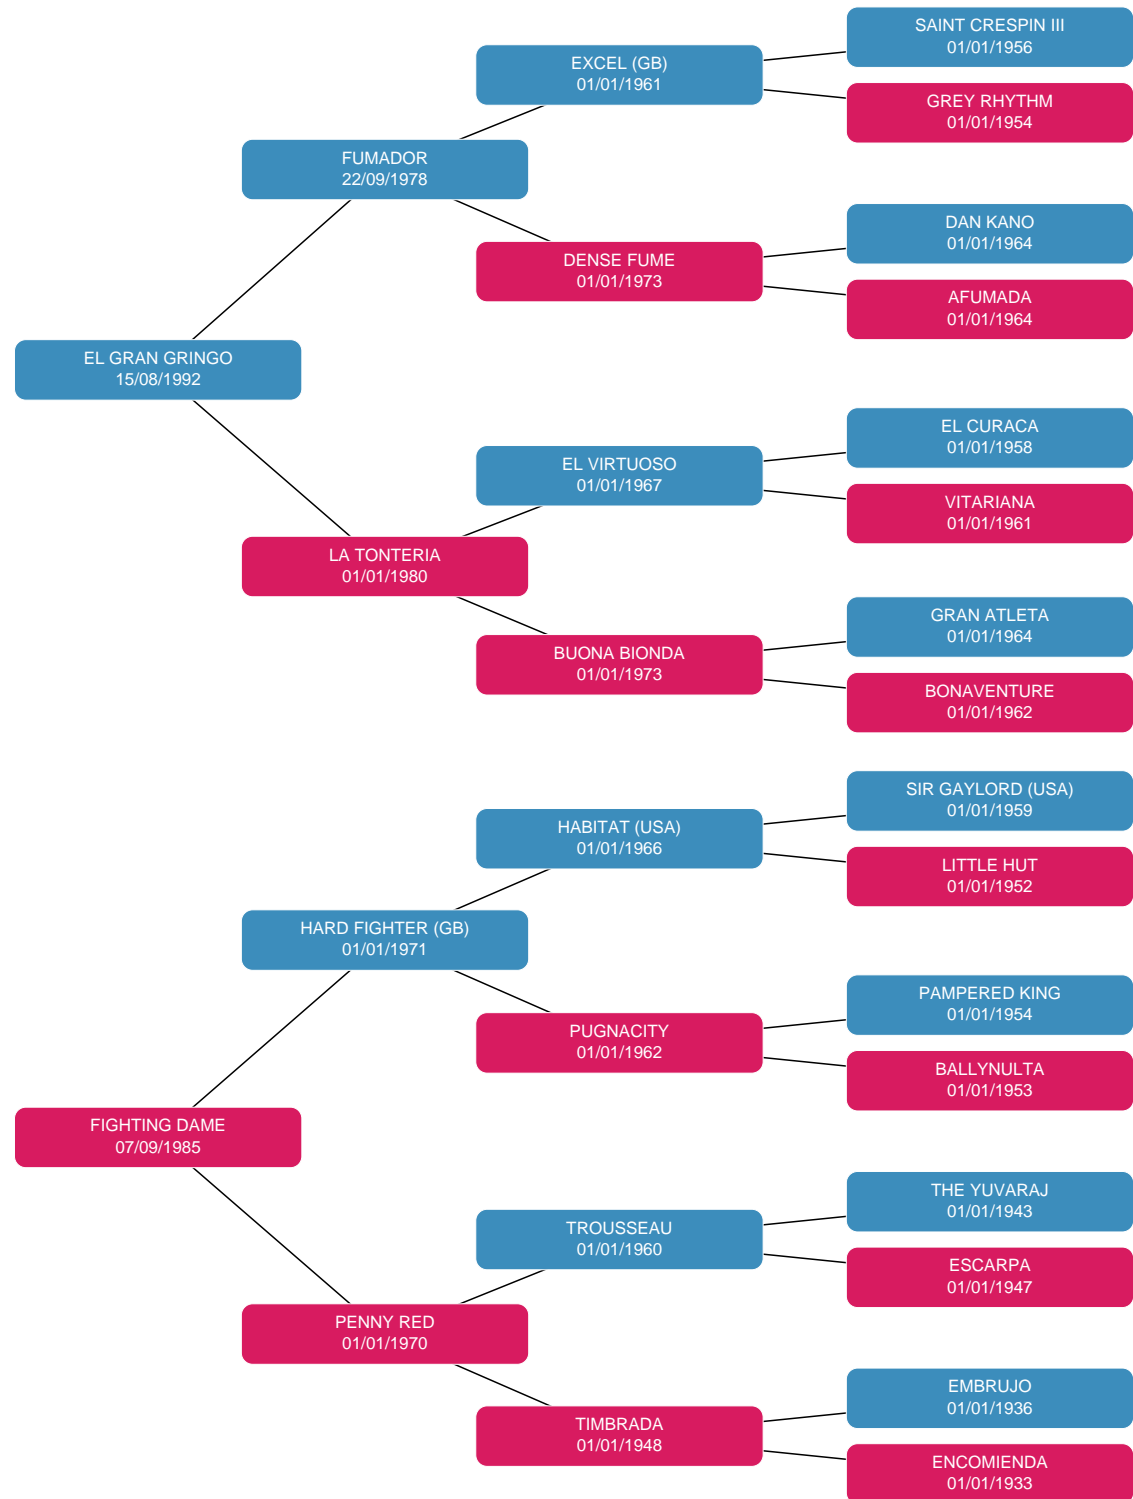 SAINT CRESPIN III
01/01/1956
EXCEL (GB)
01/01/1961
GREY RHYTHM
01/01/1954
FUMADOR
22/09/1978
DAN KANO
01/01/1964
DENSE FUME
01/01/1973
AFUMADA
01/01/1964
EL GRAN GRINGO
15/08/1992
EL CURACA
01/01/1958
EL VIRTUOSO
01/01/1967
VITARIANA
01/01/1961
LA TONTERIA
01/01/1980
GRAN ATLETA
01/01/1964
BUONA BIONDA
01/01/1973
BONAVENTURE
01/01/1962
SIR GAYLORD (USA)
01/01/1959
HABITAT (USA)
01/01/1966
LITTLE HUT
01/01/1952
HARD FIGHTER (GB)
01/01/1971
PAMPERED KING
01/01/1954
PUGNACITY
01/01/1962
BALLYNULTA
01/01/1953
FIGHTING DAME
07/09/1985
THE YUVARAJ
01/01/1943
TROUSSEAU
01/01/1960
ESCARPA
01/01/1947
PENNY RED
01/01/1970
EMBRUJO
01/01/1936
TIMBRADA
01/01/1948
ENCOMIENDA
01/01/1933